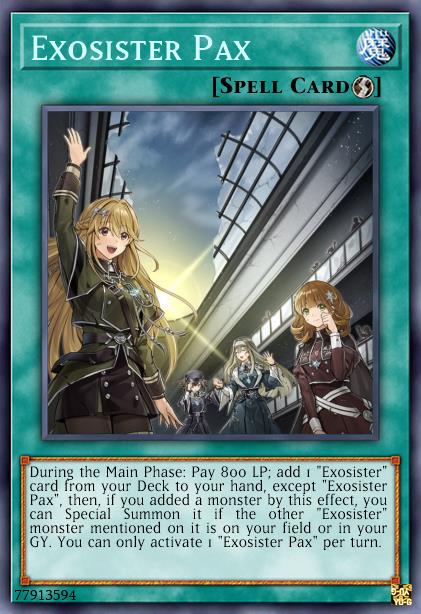 Exosister Pax
魔
[Spell Card]
During the Main Phase: Pay 800 LP; add 1 "Exosister"
card from your Deck to your hand, except "Exosister
Pax", then, if you added a monster by this effect, you
can Special Summon it if the other "Exosister"
monster mentioned on it is on your field or in your
GY. You can only activate 1 "Exosister Pax" per turn.
77913594